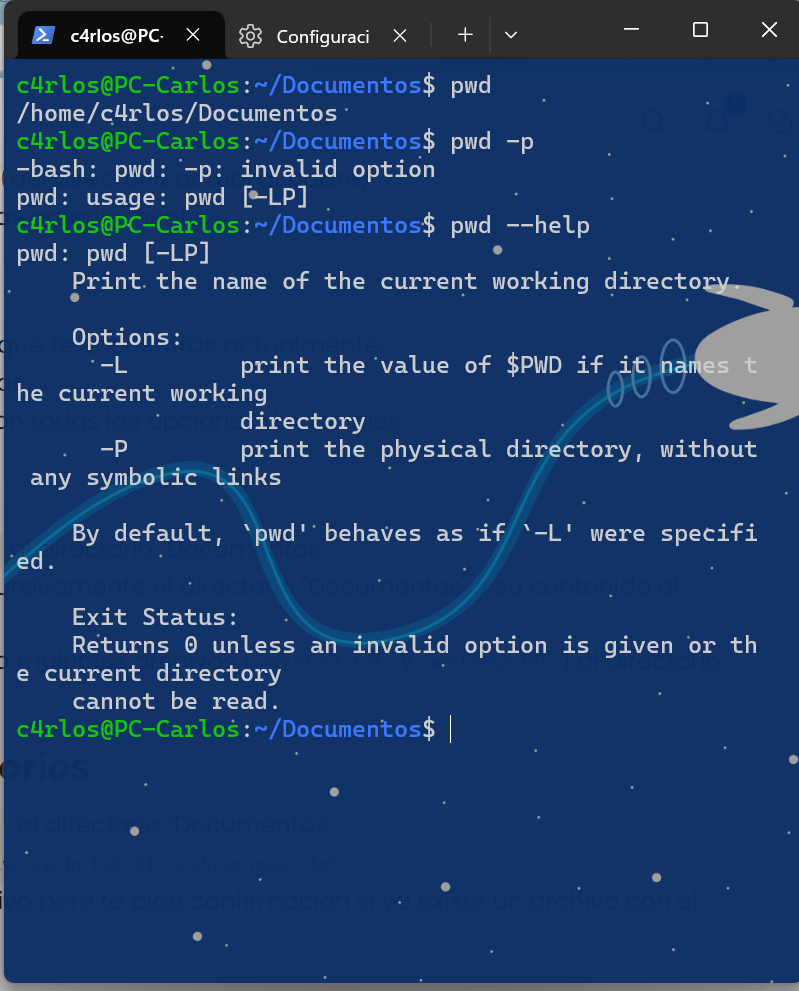 c4rlos@PC-
Configuraci
c4rlos@PC-Carlos:~/Documentos$ pwd
/home/c4rlos/Documentos
c4rlos@PC-Carlos:~/Documentos$ pwd -p
-bash: pwd: -p: invalid option
pwd: usage: pwd [-LP]
c4rlos@PC-Carlos:~/Documentos$ pwd --help
pwd: pwd [-LP]
    Print the name of the current working directory.

    Options:
      -L        print the value of $PWD if it names t
he current working
                directory
      -P        print the physical directory, without
 any symbolic links

    By default, `pwd' behaves as if `-L' were specifi
ed.

    Exit Status:
    Returns 0 unless an invalid option is given or th
e current directory
    cannot be read.
c4rlos@PC-Carlos:~/Documentos$